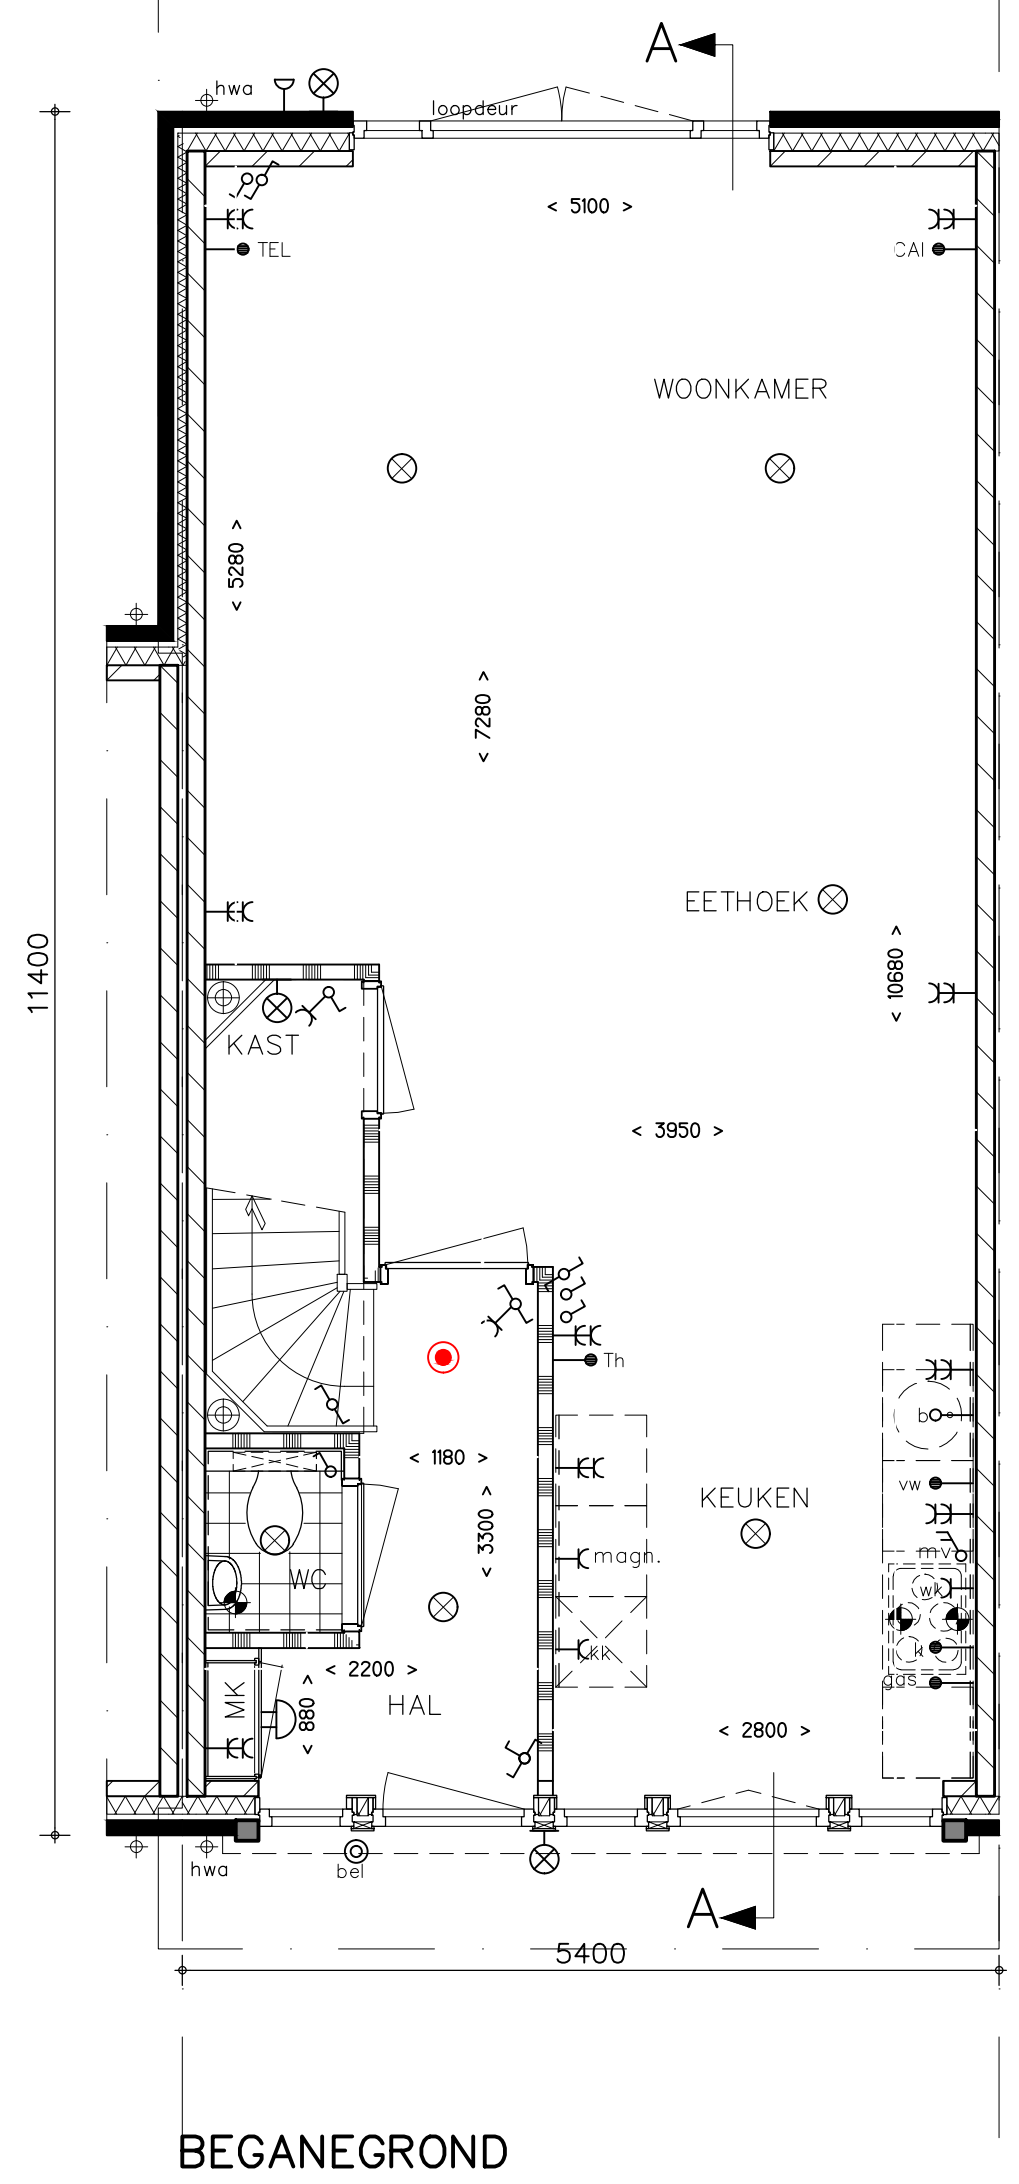 A
hwa
loopdeur
< 5100 >
TEL
CAI
WOONKAMER
< 5280 >
< 7280 >
EETHOEK
11400
< 10680 >
KAST
< 3950 >
Th
b
< 1180 >
vw
KEUKEN
< 3300 >
magn.
mv
WC
wk
kk
k
< 2200 >
gas
MK
< 880 >
HAL
< 2800 >
hwa
bel
A
5400
BEGANEGROND